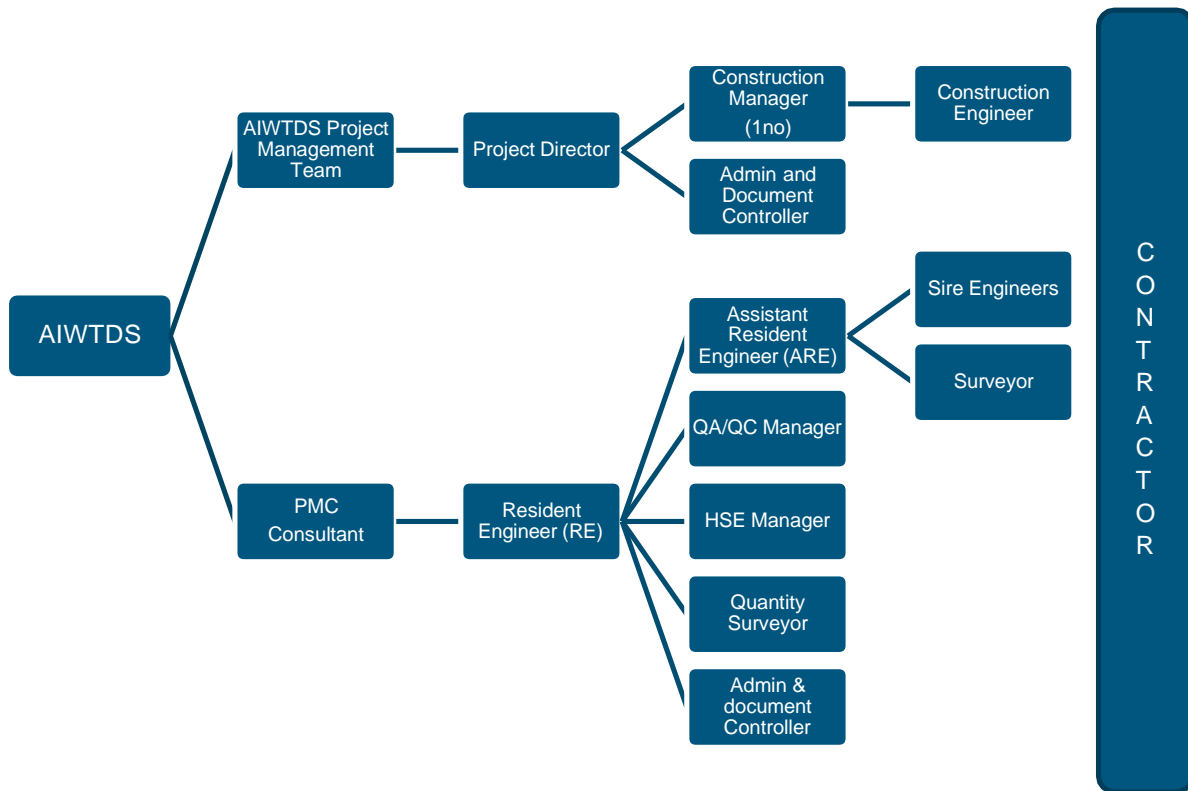 AIWTDS
AIWTDS Project
Management
Team
Project Director
Construction
Manager
(1no)
Construction
Engineer
Admin and
Document
Controller
PMC
Consultant
Resident
Engineer (RE)
Assistant
Resident
Engineer (ARE)
Sire Engineers
Surveyor
QA/QC Manager
HSE Manager
Quantity
Surveyor
Admin &
document
Controller
C
O
N
T
R
A
C
T
O
R